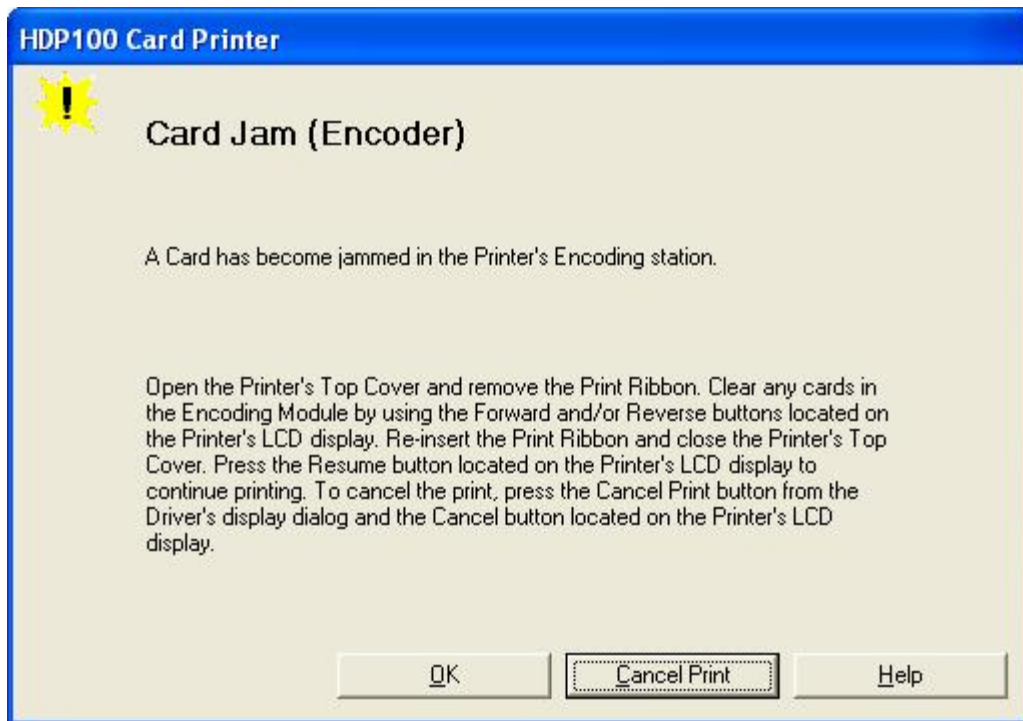 HDP100 Card Printer
!
Card Jam (Encoder)
A Card has become jammed in the Printer's Encoding station.
Open the Printer's Top Cover and remove the Print Ribbon. Clear any cards in
the Encoding Module by using the Forward and/or Reverse buttons located on
the Printer's LCD display. Re-insert the Print Ribbon and close the Printer's Top
Cover. Press the Resume button located on the Printer's LCD display to
continue printing. To cancel the print, press the Cancel Print button from the
Driver's display dialog and the Cancel button located on the Printer's LCD
display.
OK Cancel Print Help